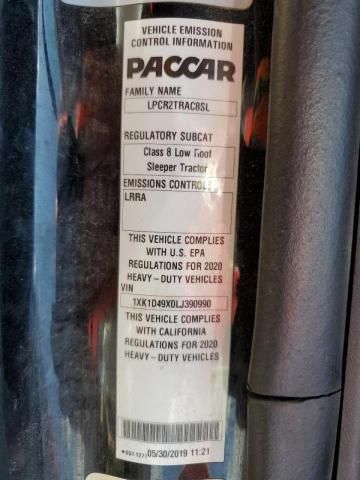 VEHICLE EMISSION
CONTROL INFORMATION
PACCAR
FAMILY NAME
LPCR2TRAC8SL
REGULATORY SUBCAT
Class 8 Low Roof
Sleeper Tractor
EMISSIONS CONTROLS
LRRA
THIS VEHICLE COMPLIES
WITH U.S. EPA
REGULATIONS FOR 2020
HEAVY-DUTY VEHICLES
VIN
1XK1D49X0LJ390990
THIS VEHICLE COMPLIES
WITH CALIFORNIA
REGULATIONS FOR 2020
HEAVY-DUTY VEHICLES
05/30/2019 11:21